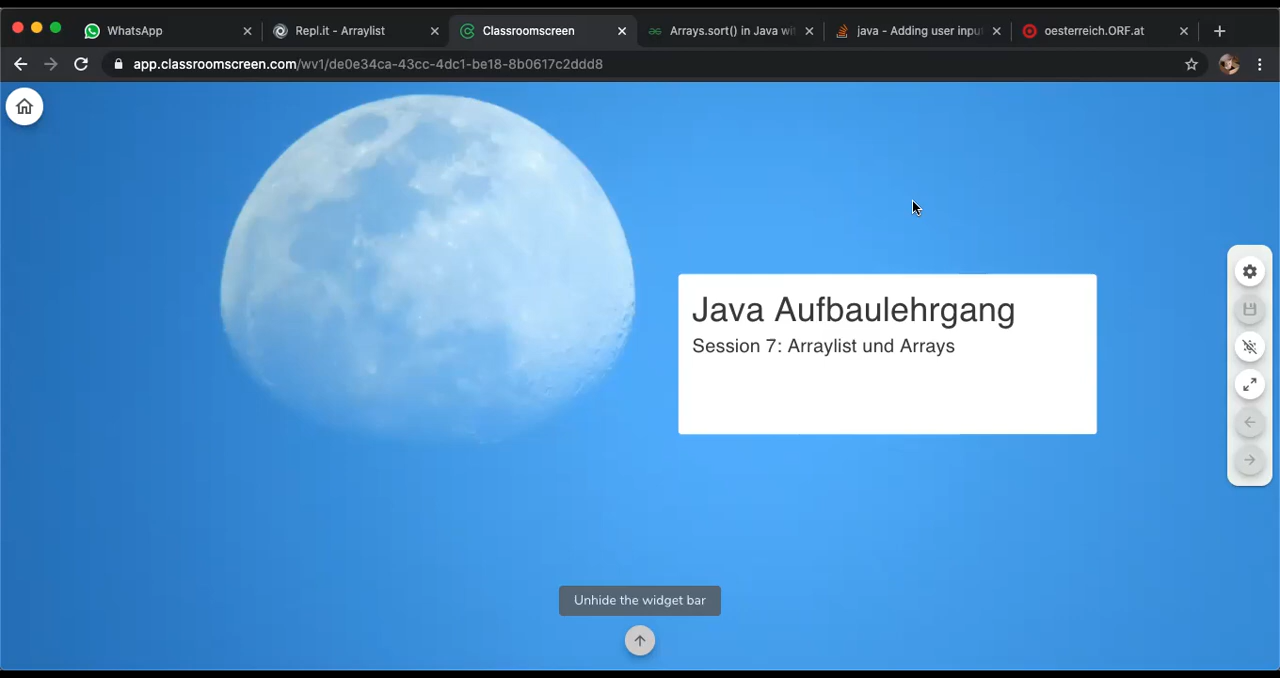 WhatsApp
Repl.it - Arraylist
Classroomscreen
Arrays.sort() in Java wi
java - Adding user inpu
oesterreich.ORF.at
app.classroomscreen.com/wv1/de0e34ca-43cc-4dc1-be18-8b0617c2ddd8
Java Aufbaulehrgang
Session 7: Arraylist und Arrays
Unhide the widget bar